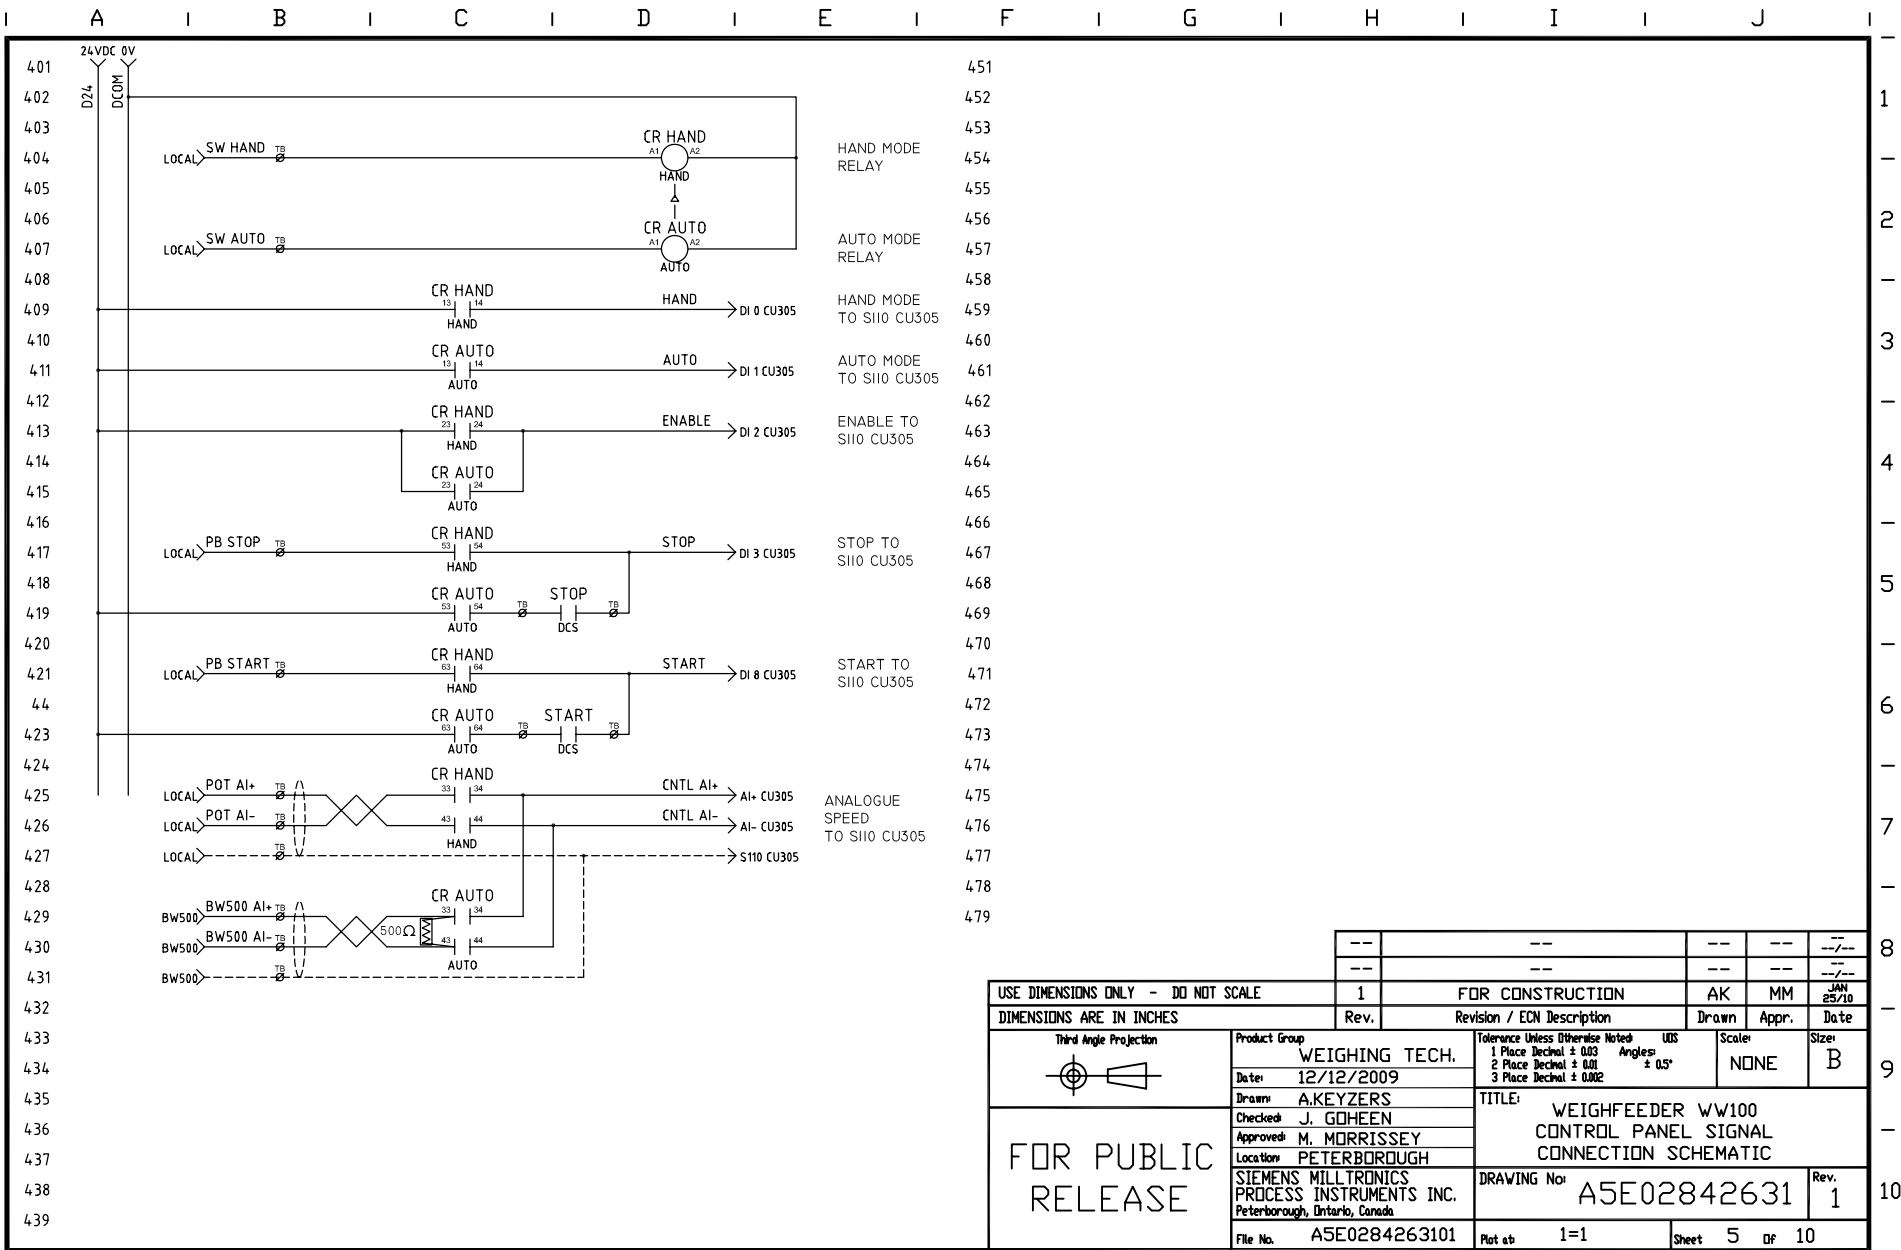 A B C D E F G H I J
24VDC 0V
D24
DCOM
401
402
403
404 LOCAL SW HAND TB CR HAND A1 A2 HAND HAND MODE
RELAY
405
406
407 LOCAL SW AUTO TB CR AUTO A1 A2 AUTO AUTO MODE
RELAY
408
409 CR HAND 13 14 HAND HAND DI 0 CU305 HAND MODE
TO S110 CU305
410
411 CR AUTO 13 14 AUTO AUTO DI 1 CU305 AUTO MODE
TO S110 CU305
412
413 CR HAND 23 24 HAND ENABLE DI 2 CU305 ENABLE TO
S110 CU305
414
415 CR AUTO 23 24 AUTO
416
417 LOCAL PB STOP TB CR HAND 53 54 HAND STOP DI 3 CU305 STOP TO
S110 CU305
418
419 CR AUTO 53 54 AUTO TB STOP DCS TB
420
421 LOCAL PB START TB CR HAND 63 64 HAND START DI 8 CU305 START TO
S110 CU305
44
423 CR AUTO 63 64 AUTO TB START DCS TB
424
425 LOCAL POT AI+ TB CR HAND 33 34 CNTL AI+ AI+ CU305 ANALOGUE
SPEED
TO S110 CU305
426 LOCAL POT AI- TB 43 44 HAND CNTL AI- AI- CU305
427 LOCAL TB S110 CU305
428
429 BW500 BW500 AI+ TB CR AUTO 33 34
430 BW500 BW500 AI- TB 500Ω 43 44 AUTO
431 BW500 TB
432
433
434
435
436
437
438
439
451
452
453
454
455
456
457
458
459
460
461
462
463
464
465
466
467
468
469
470
471
472
473
474
475
476
477
478
479
1
2
3
4
5
6
7
8
9
10
-- -- -- -- --
--/--
-- -- -- -- --
--/--
USE DIMENSIONS ONLY - DO NOT SCALE 1 FOR CONSTRUCTION AK MM JAN
25/10
DIMENSIONS ARE IN INCHES Rev. Revision / ECN Description Drawn Appr. Date
Third Angle Projection
FOR PUBLIC
RELEASE
Product Group
WEIGHING TECH.
Date: 12/12/2009
Drawn: A.KEYZERS
Checked: J. GOHEEN
Approved: M. MORRISSEY
Location: PETERBOROUGH
SIEMENS MILLTRONICS
PROCESS INSTRUMENTS INC.
Peterborough, Ontario, Canada
File No. A5E0284263101
Tolerance Unless Otherwise Noted: UOS
1 Place Decimal ± 0.03 Angles:
2 Place Decimal ± 0.01 ± 0.5°
3 Place Decimal ± 0.002
Scale:
NONE
Size:
B
TITLE:
WEIGHFEEDER WW100
CONTROL PANEL SIGNAL
CONNECTION SCHEMATIC
DRAWING No: A5E02842631
Rev.
1
Plot at: 1=1
Sheet 5 Of 10